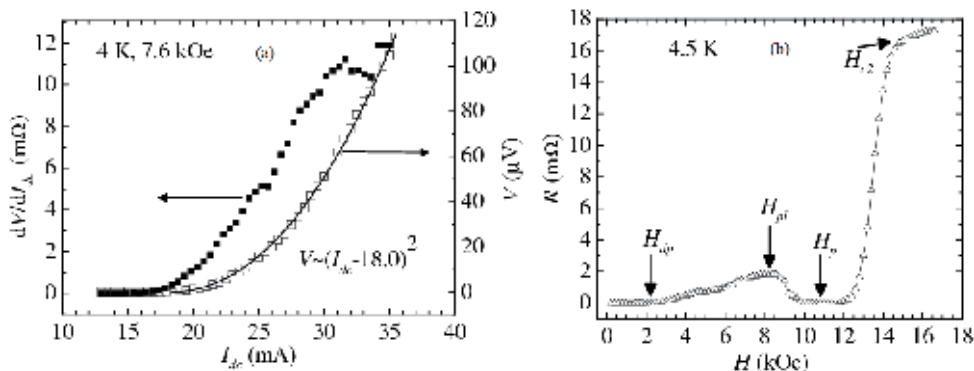 4 K, 7.6 kOe
(a)
12
10
8
6
4
2
0
dV/dI_dc (mΩ)
120
100
80
60
40
20
0
V (μV)
V~(I_dc-18.0)^2
10 15 20 25 30 35 40
I_dc (mA)
4.5 K
(b)
18
16
14
12
10
8
6
4
2
0
R (mΩ)
H_c2
H_dp
H_pl
H_p
0 2 4 6 8 10 12 14 16 18
H (kOe)